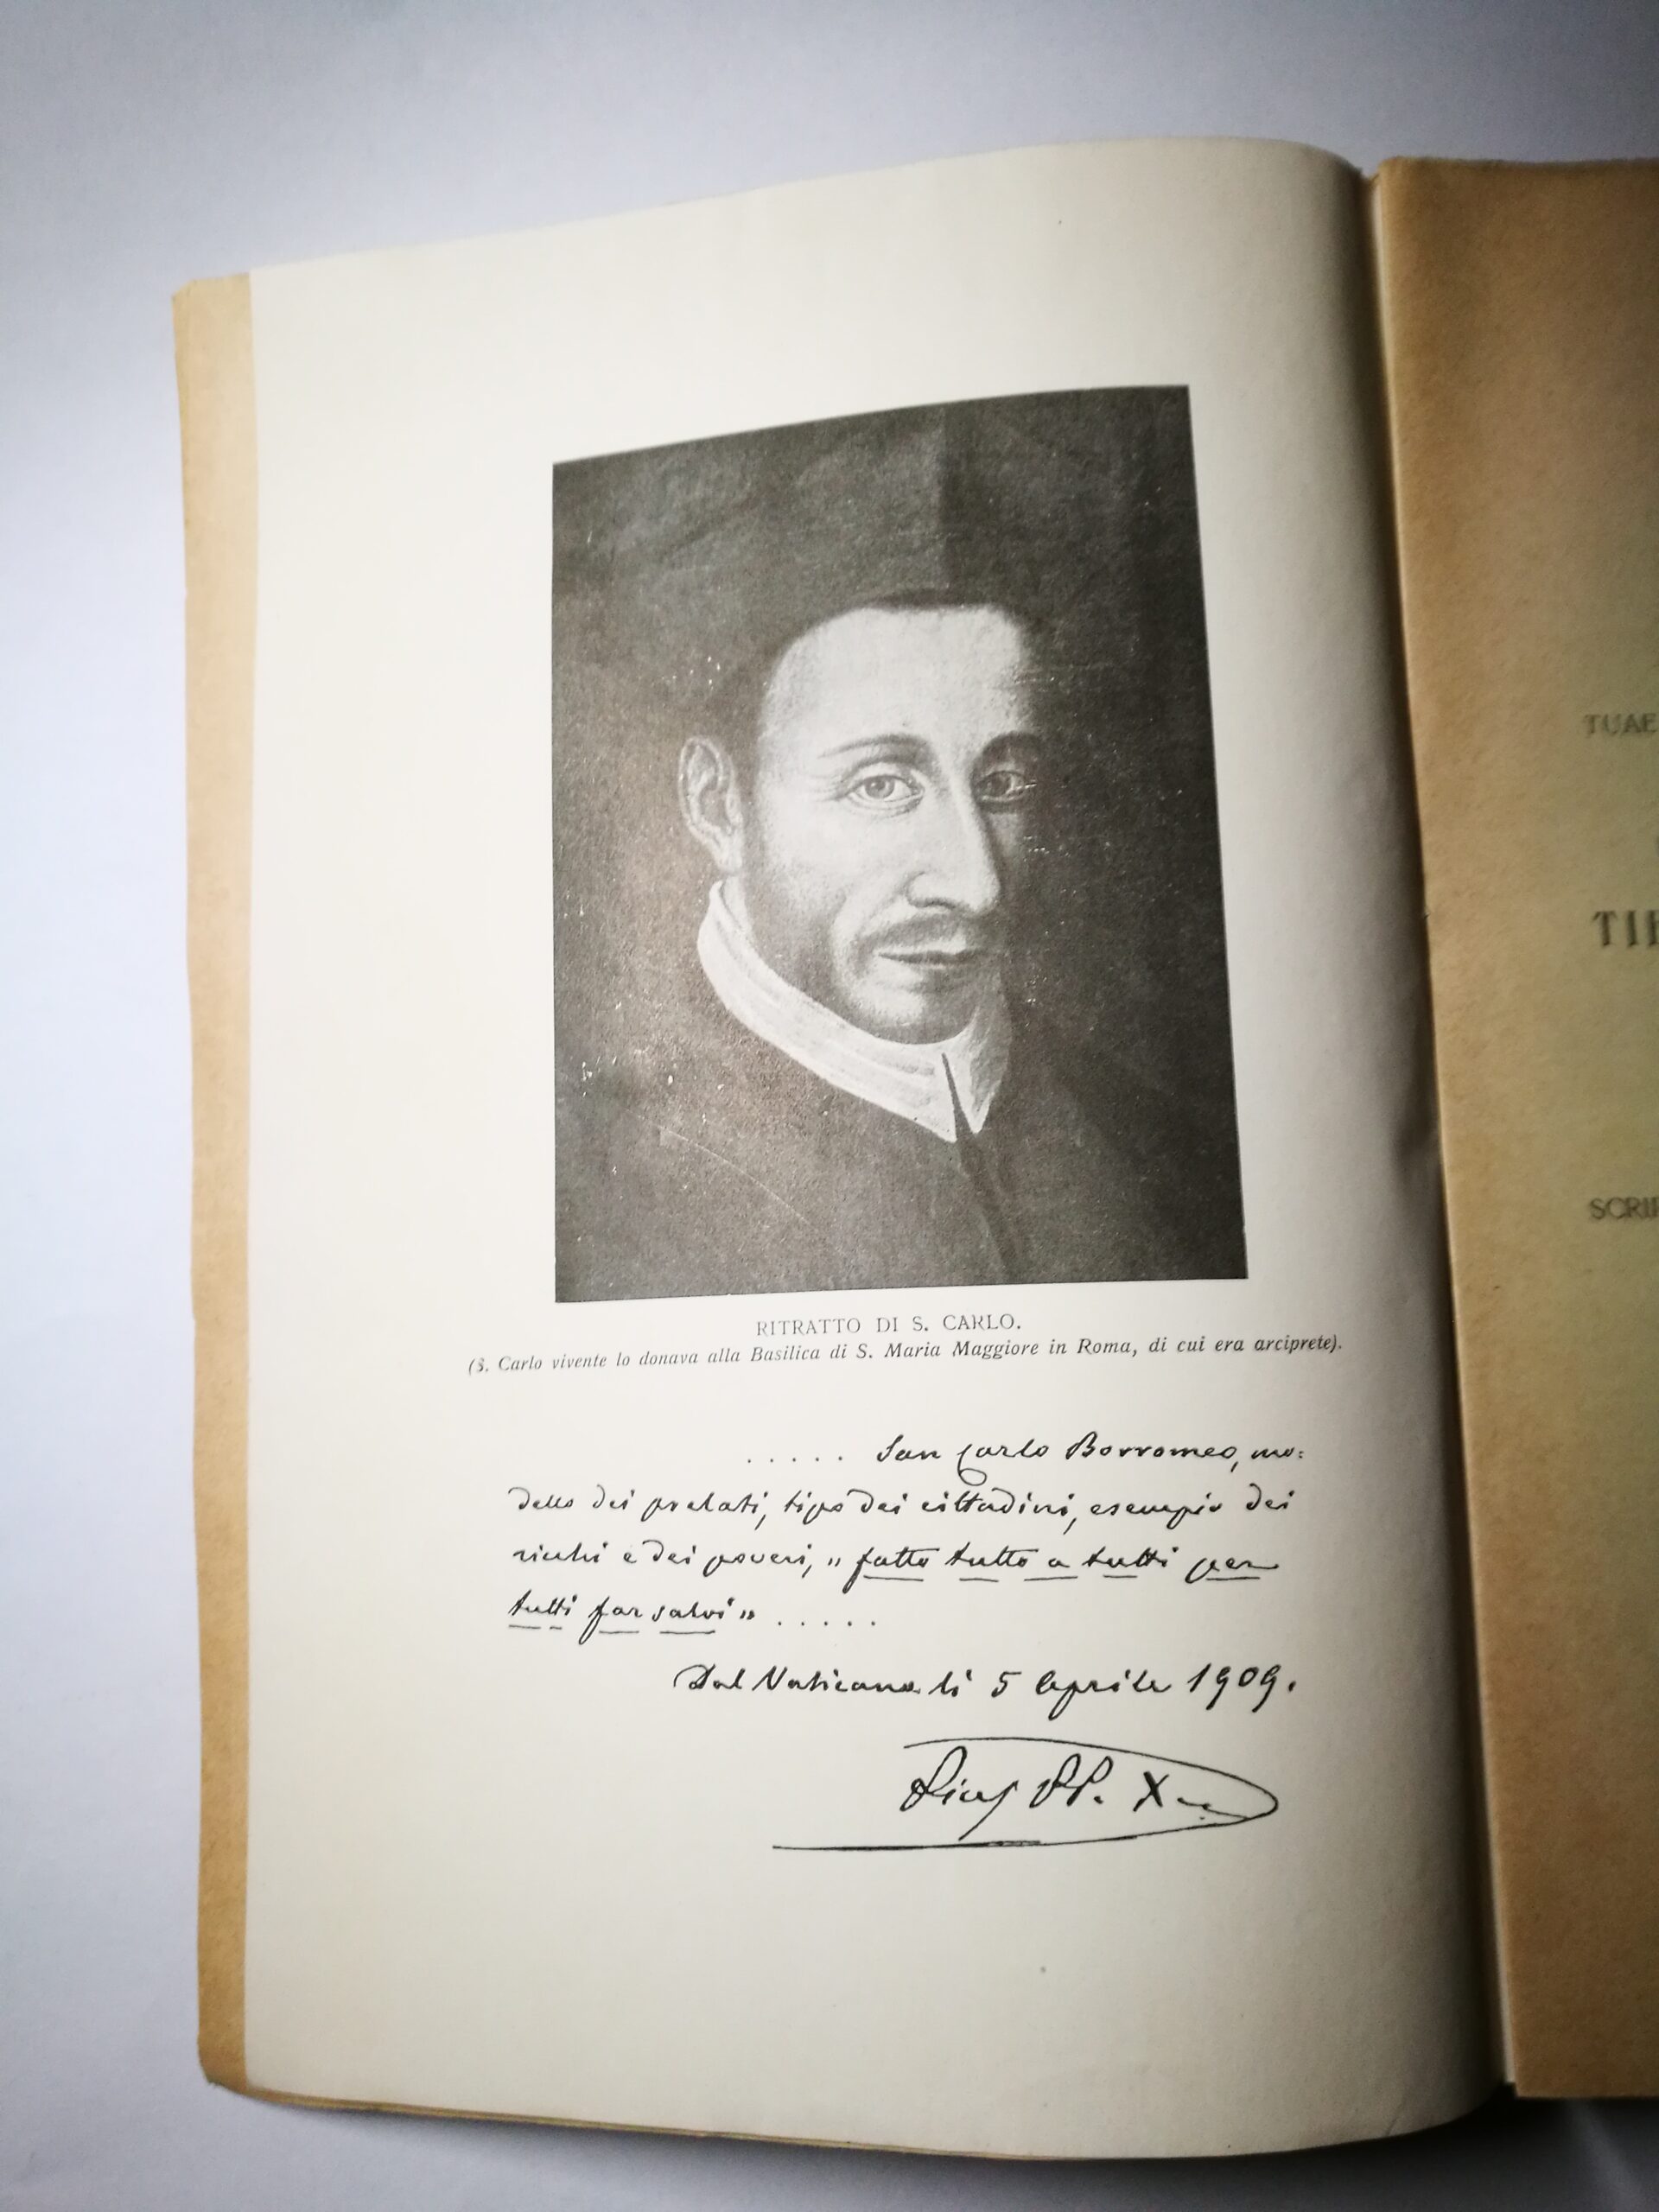 RITRATTO DI S. CARLO.
(S. Carlo vivente lo donava alla Basilica di S. Maria Maggiore in Roma, di cui era arciprete).
..... San Carlo Borromeo, mo=
dello dei prelati, tipo dei cittadini, esempio dei
ricchi e dei poveri, „ fatto tutto a tutti per
tutti far salvi" .....
Dal Vaticano li 5 Aprile 1909.
Pius PP. X
TUAE
SCRI